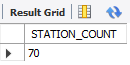 Result Grid
STATION_COUNT
70